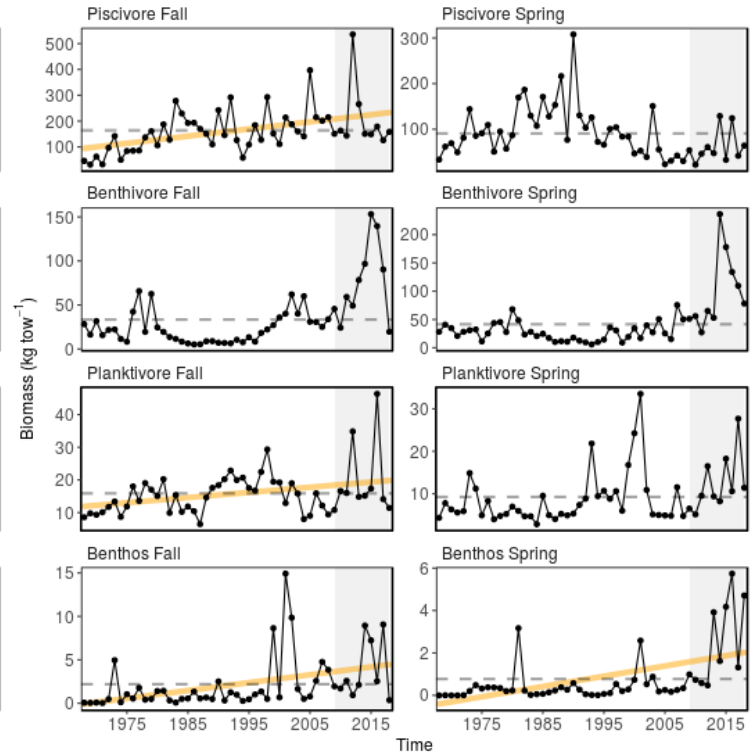 Piscivore Fall
Piscivore Spring
500
400
300
200
100
300
200
100
Benthivore Fall
Benthivore Spring
150
100
50
0
200
150
100
50
0
Biomass (kg tow⁻¹)
Planktivore Fall
Planktivore Spring
40
30
20
10
30
20
10
Benthos Fall
Benthos Spring
15
10
5
0
6
4
2
0
1975 1985 1995 2005 2015
1975 1985 1995 2005 2015
Time